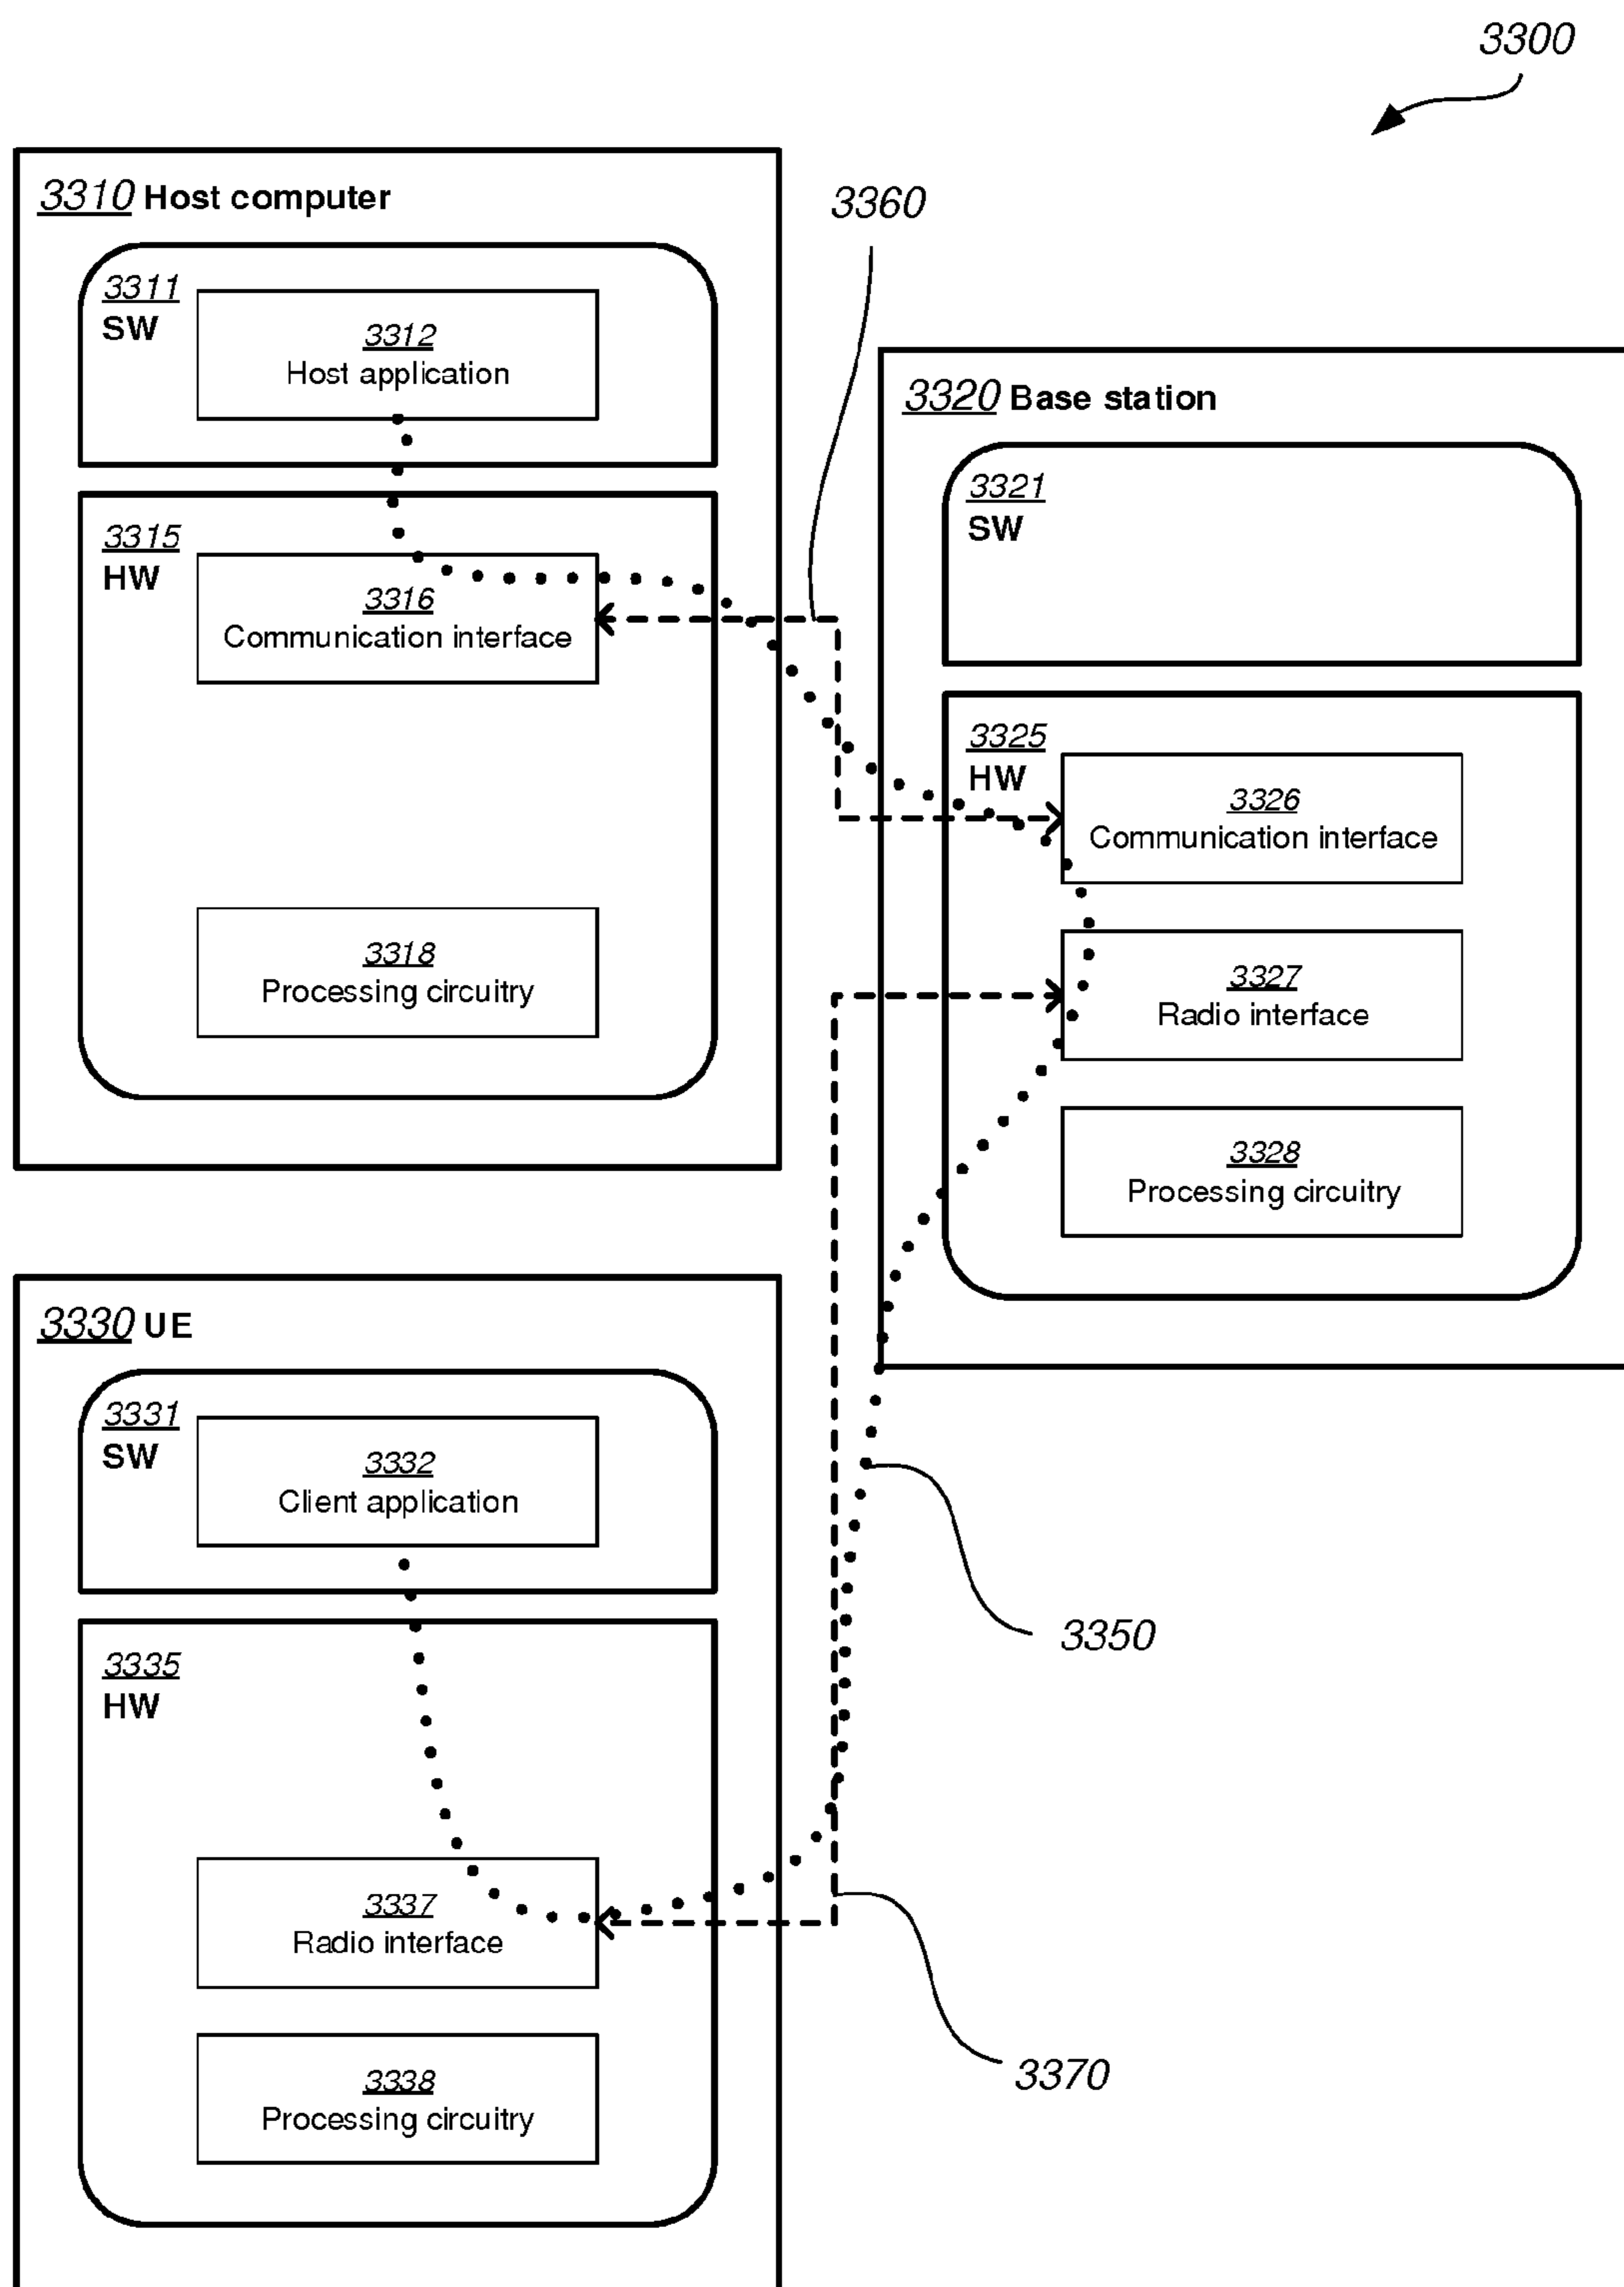 3300
3310 Host computer
3311
SW
3312
Host application
3315
HW
3316
Communication interface
3318
Processing circuitry
3360
3320 Base station
3321
SW
3325
HW
3326
Communication interface
3327
Radio interface
3328
Processing circuitry
3330 UE
3331
SW
3332
Client application
3335
HW
3337
Radio interface
3338
Processing circuitry
3350
3370